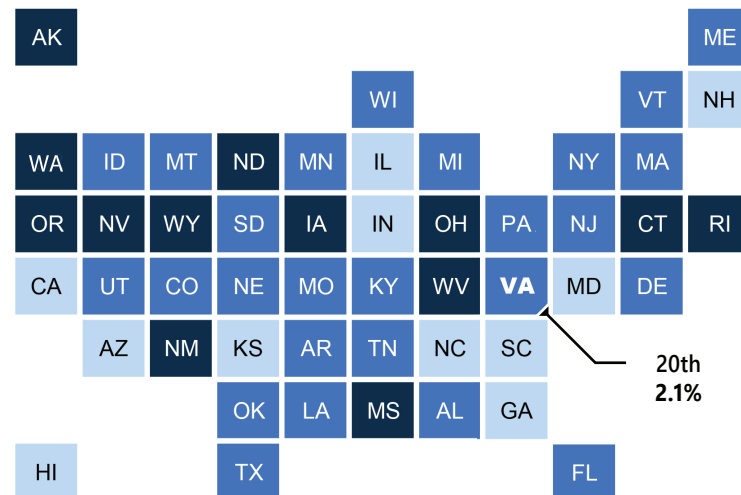 AK ME
WI VT NH
WA ID MT ND MN IL MI NY MA
OR NV WY SD IA IN OH PA NJ CT RI
CA UT CO NE MO KY WV VA MD DE
AZ NM KS AR TN NC SC
20th
2.1%
OK LA MS AL GA
HI TX FL